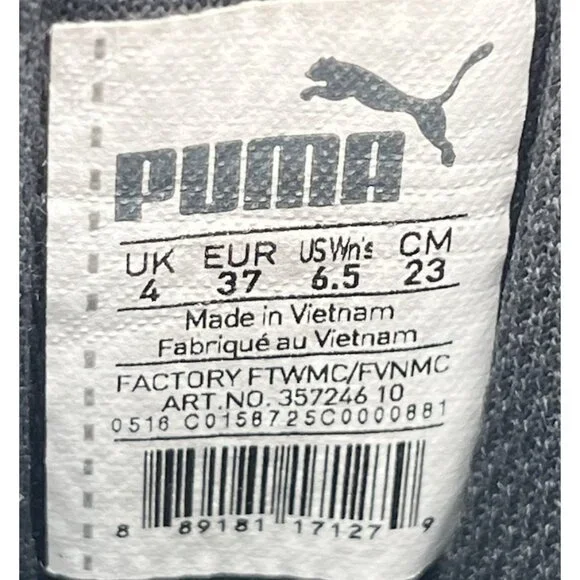 PUMA
UK EUR US Wn's CM
4 37 6.5 23
Made in Vietnam
Fabriqué au Vietnam
FACTORY FTWMC/FVNMC
ART.NO. 357246 10
0518 C0158725C0000881
8 89181 17127 9